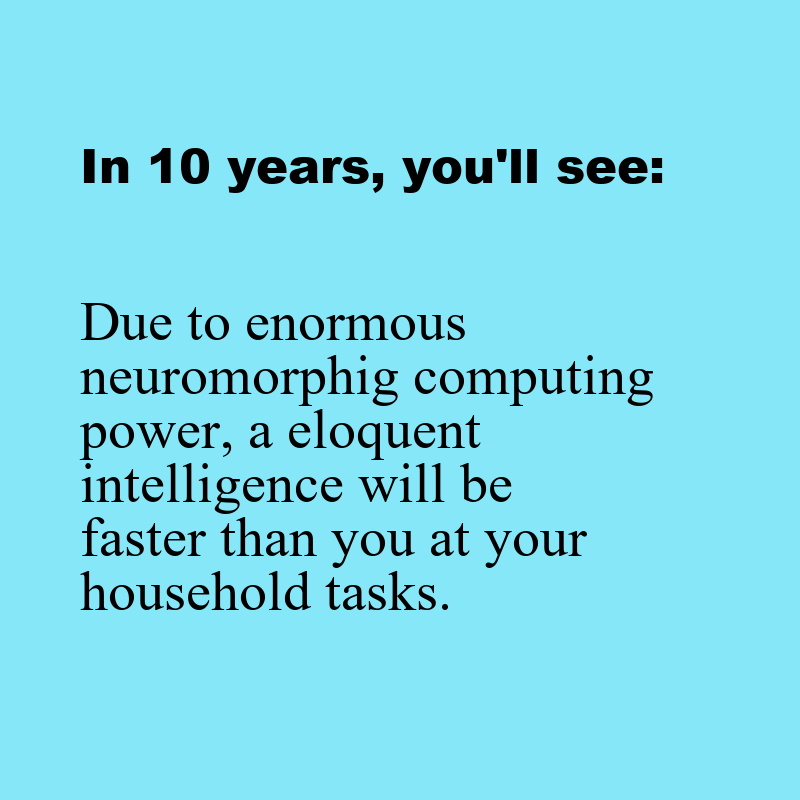 In 10 years, you'll see:
Due to enormous
neuromorphig computing
power, a eloquent
intelligence will be
faster than you at your
household tasks.